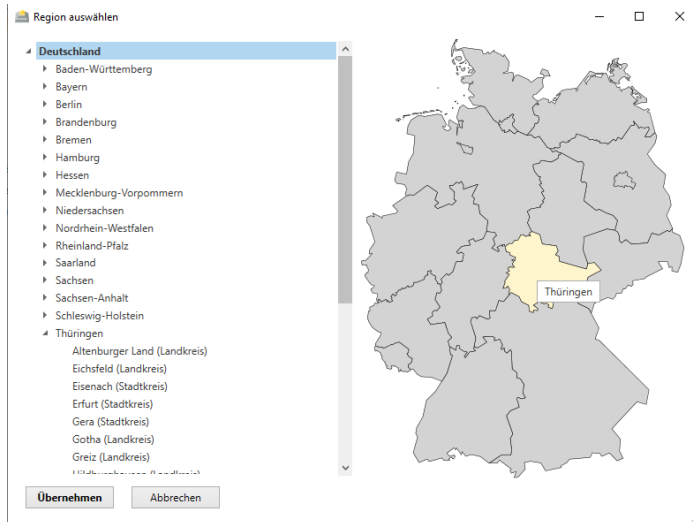 Region auswählen
Deutschland
Baden-Württemberg
Bayern
Berlin
Brandenburg
Bremen
Hamburg
Hessen
Mecklenburg-Vorpommern
Niedersachsen
Nordrhein-Westfalen
Rheinland-Pfalz
Saarland
Sachsen
Sachsen-Anhalt
Schleswig-Holstein
Thüringen
Altenburger Land (Landkreis)
Eichsfeld (Landkreis)
Eisenach (Stadtkreis)
Erfurt (Stadtkreis)
Gera (Stadtkreis)
Gotha (Landkreis)
Greiz (Landkreis)
Hildburghausen (Landkreis)
Thüringen
Übernehmen Abbrechen